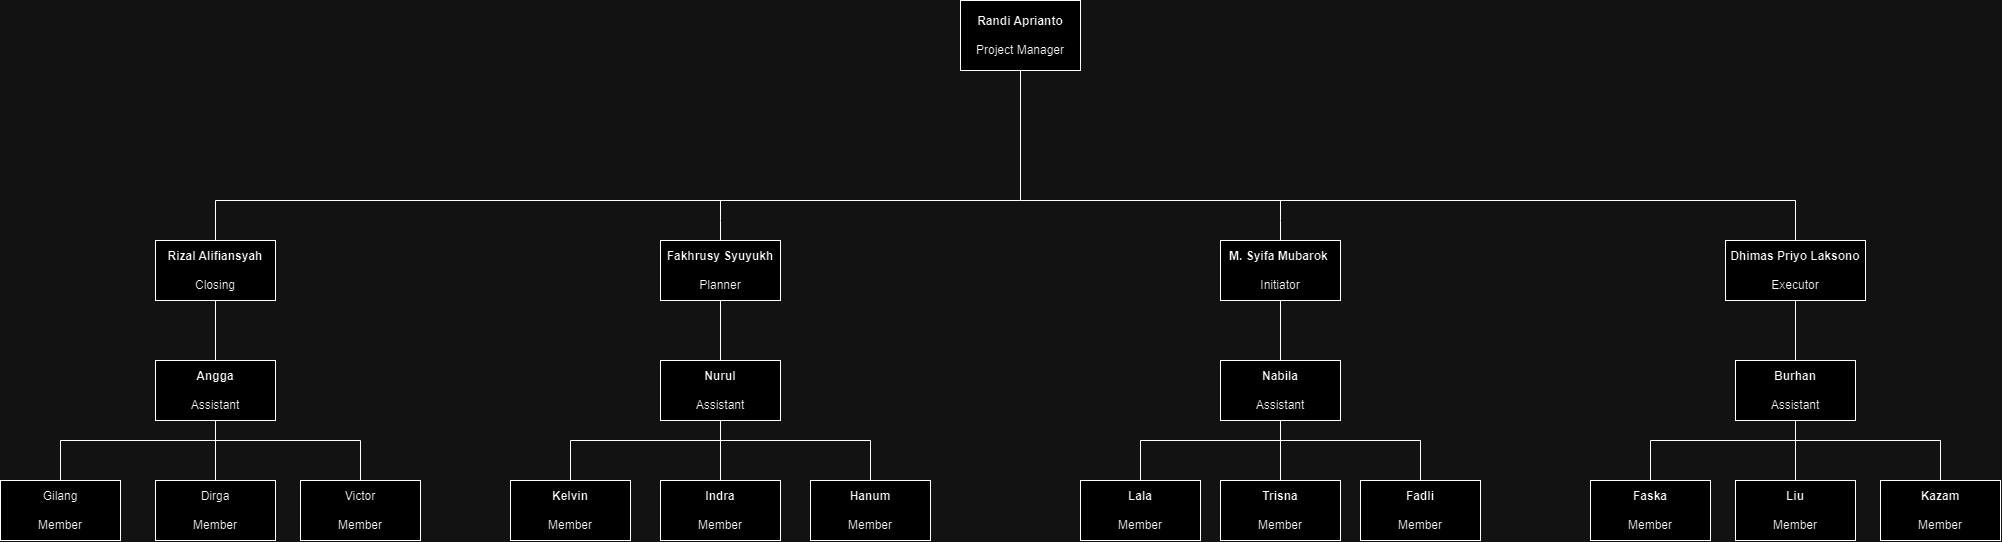 Randi Aprianto
Project Manager
Rizal Alifiansyah
Closing
Fakhrusy Syuyukh
Planner
M. Syifa Mubarok
Initiator
Dhimas Priyo Laksono
Executor
Angga
Assistant
Nurul
Assistant
Nabila
Assistant
Burhan
Assistant
Gilang
Member
Dirga
Member
Victor
Member
Kelvin
Member
Indra
Member
Hanum
Member
Lala
Member
Trisna
Member
Fadli
Member
Faska
Member
Liu
Member
Kazam
Member